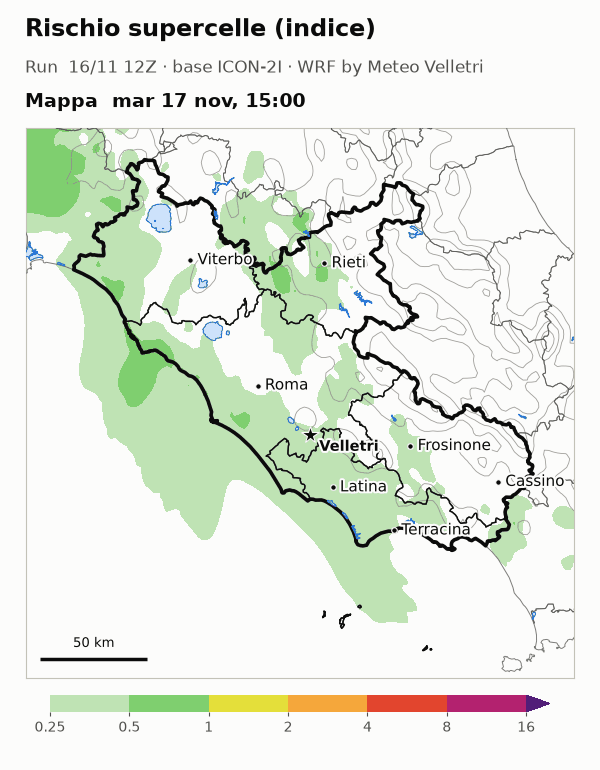 Rischio supercelle (indice)
Run 16/11 12Z · base ICON-2I · WRF by Meteo Velletri
Mappa mar 17 nov, 15:00
Viterbo
Rieti
Roma
Velletri
Frosinone
Latina
Cassino
Terracina
50 km
0.25 0.5 1 2 4 8 16